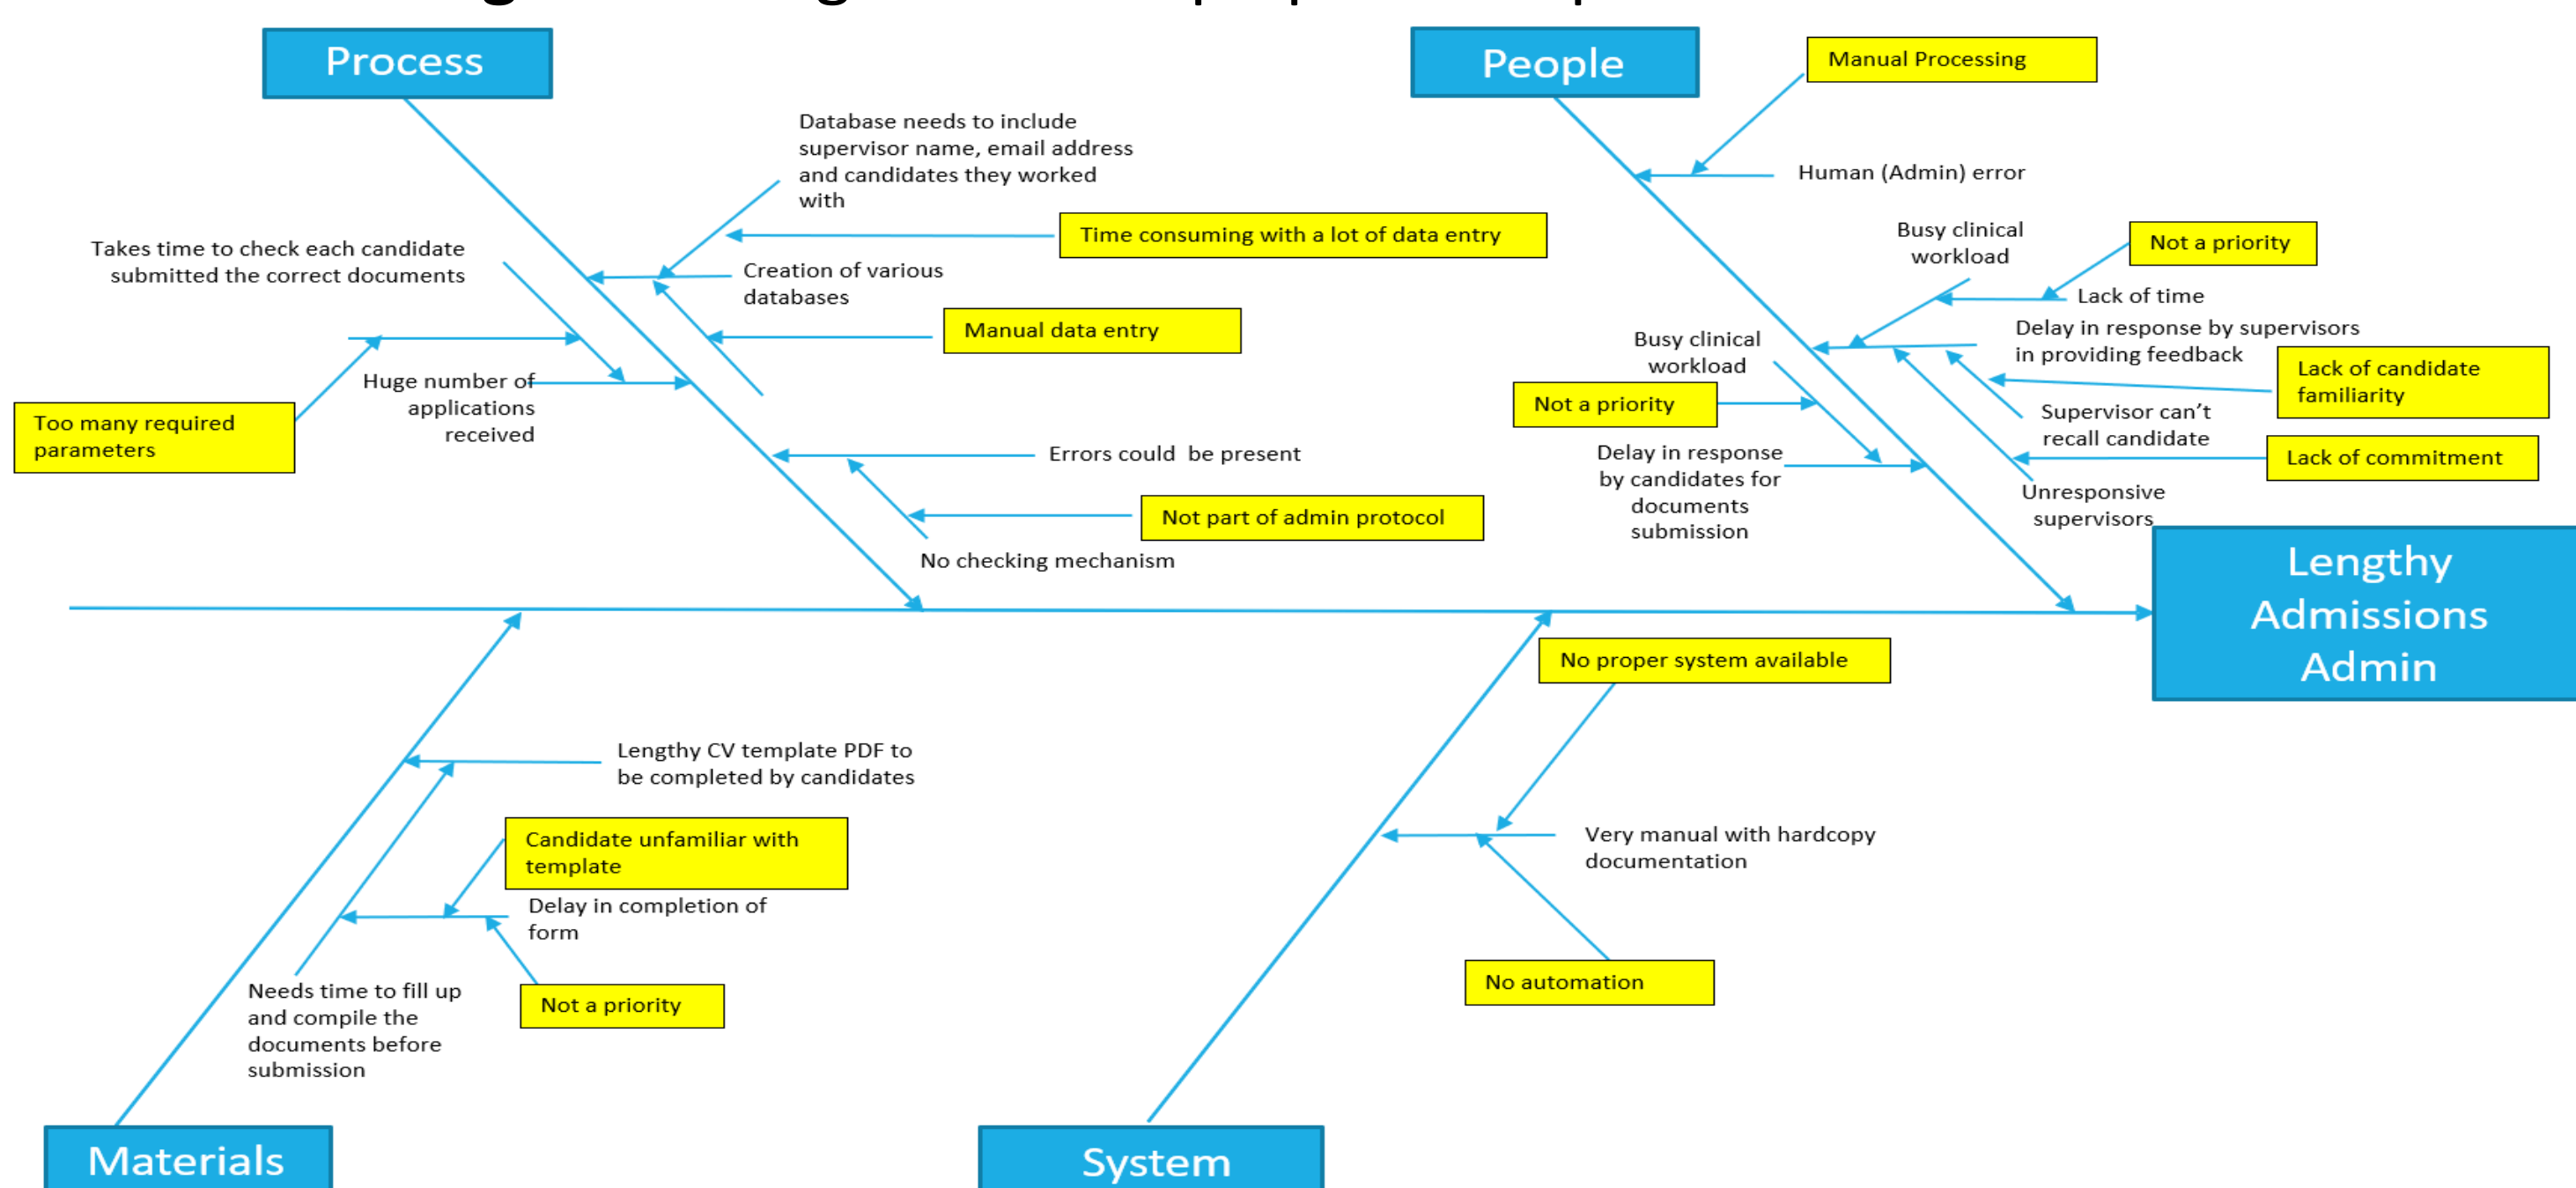 Process
People
Manual Processing
Database needs to include
supervisor name, email address
and candidates they worked
with
Human (Admin) error
Time consuming with a lot of data entry
Takes time to check each candidate
submitted the correct documents
Creation of various
databases
Manual data entry
Huge number of
applications
received
Too many required
parameters
Errors could  be present
Not part of admin protocol
No checking mechanism
Busy clinical
workload
Not a priority
Lack of time
Delay in response by supervisors
in providing feedback
Busy clinical
workload
Not a priority
Lack of candidate
familiarity
Supervisor can’t
recall candidate
Lack of commitment
Delay in response
by candidates for
documents
submission
Unresponsive
supervisors
Lengthy
Admissions
Admin
No proper system available
Lengthy CV template PDF to
be completed by candidates
Candidate unfamiliar with
template
Delay in completion of
form
Not a priority
Needs time to fill up
and compile the
documents before
submission
Very manual with hardcopy
documentation
No automation
Materials
System